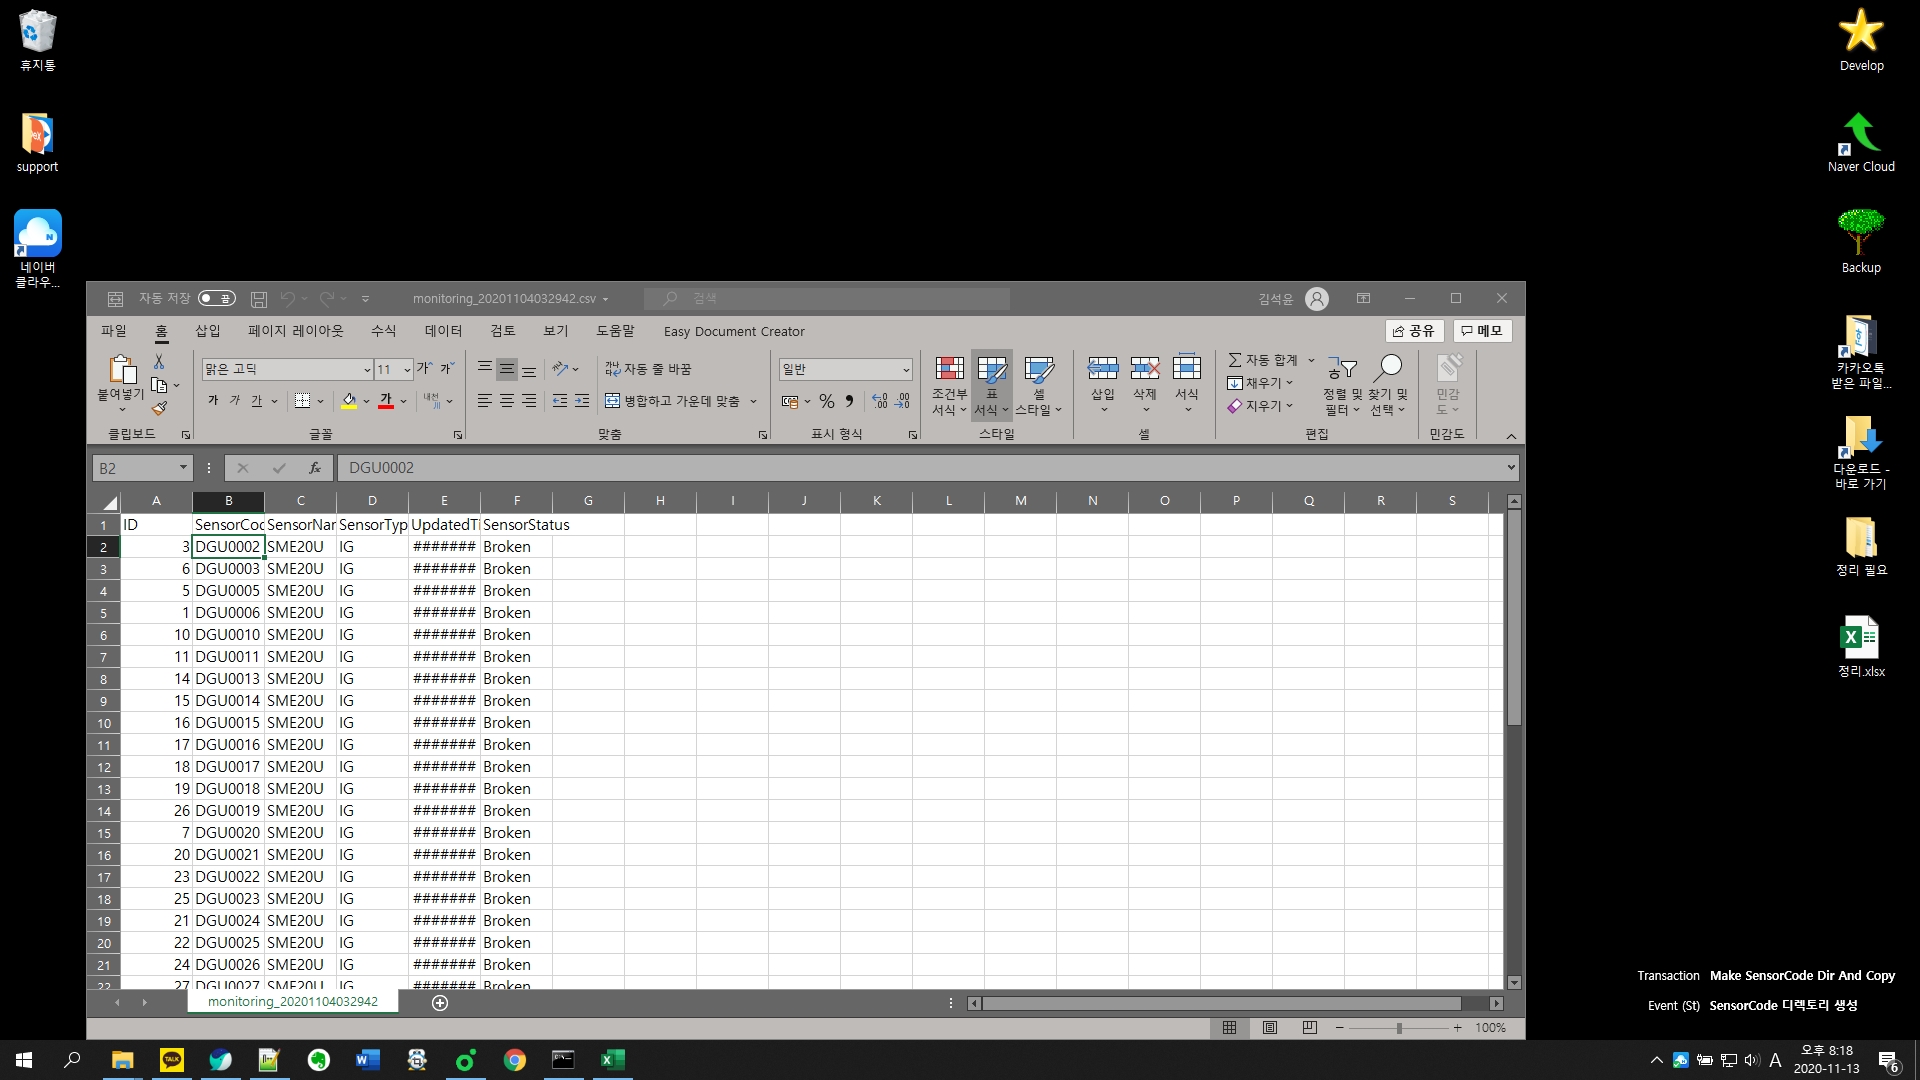 휴지통
support
네이버
클라우...
Develop
Naver Cloud
Backup
카카오톡
받은 파일...
다운로드 -
바로 가기
정리 필요
정리.xlsx
자동 저장 끔
monitoring_20201104032942.csv
검색
김석윤
파일 홈 삽입 페이지 레이아웃 수식 데이터 검토 보기 도움말 Easy Document Creator
공유 메모
붙여넣기
클립보드
맑은 고딕 11
가 가 가 가 가
가 내천
글꼴
자동 줄 바꿈
병합하고 가운데 맞춤
맞춤
일반
표시 형식
조건부
서식
표
서식
셀
스타일
스타일
삽입 삭제 서식
셀
자동 합계
채우기
지우기
정렬 및
필터
찾기 및
선택
편집
민감
도
민감도
B2 fx DGU0002
A B C D E F G H I J K L M N O P Q R S
1 ID SensorCod SensorNar SensorTyp UpdatedTi SensorStatus
2 3 DGU0002 SME20U IG ####### Broken
3 6 DGU0003 SME20U IG ####### Broken
4 5 DGU0005 SME20U IG ####### Broken
5 1 DGU0006 SME20U IG ####### Broken
6 10 DGU0010 SME20U IG ####### Broken
7 11 DGU0011 SME20U IG ####### Broken
8 14 DGU0013 SME20U IG ####### Broken
9 15 DGU0014 SME20U IG ####### Broken
10 16 DGU0015 SME20U IG ####### Broken
11 17 DGU0016 SME20U IG ####### Broken
12 18 DGU0017 SME20U IG ####### Broken
13 19 DGU0018 SME20U IG ####### Broken
14 26 DGU0019 SME20U IG ####### Broken
15 7 DGU0020 SME20U IG ####### Broken
16 20 DGU0021 SME20U IG ####### Broken
17 23 DGU0022 SME20U IG ####### Broken
18 25 DGU0023 SME20U IG ####### Broken
19 21 DGU0024 SME20U IG ####### Broken
20 22 DGU0025 SME20U IG ####### Broken
21 24 DGU0026 SME20U IG ####### Broken
22 27 DGU0027 SME20U IG ####### Broken
monitoring_20201104032942
100%
Transaction Make SensorCode Dir And Copy
Event (St) SensorCode 디렉토리 생성
TALK
A
오후 8:18
2020-11-13
6